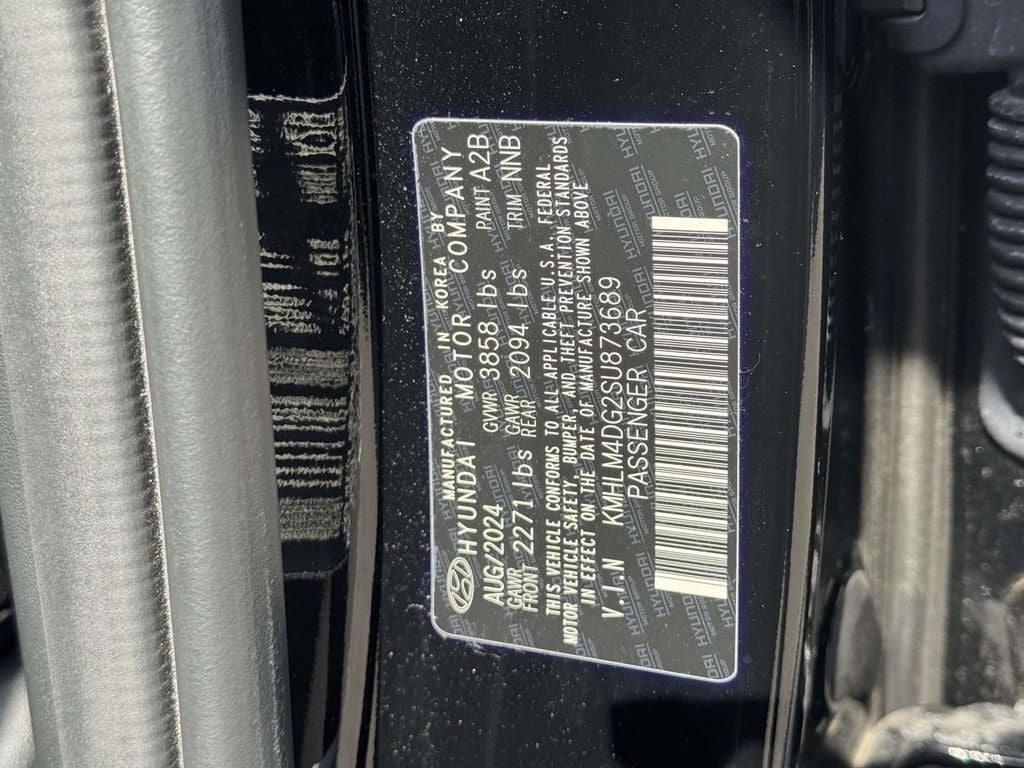 MANUFACTURED IN KOREA BY
HYUNDAI MOTOR COMPANY
AUG/2024 GVWR 3858 lbs PAINT A2B
GAWR FRONT 2271 lbs GAWR REAR 2094 lbs TRIM NNB
THIS VEHICLE CONFORMS TO ALL APPLICABLE U.S.A. FEDERAL
MOTOR VEHICLE SAFETY, BUMPER, AND THEFT PREVENTION STANDARDS
IN EFFECT ON THE DATE OF MANUFACTURE SHOWN ABOVE
V.I.N KMHLM4DG2SU873689
PASSENGER CAR